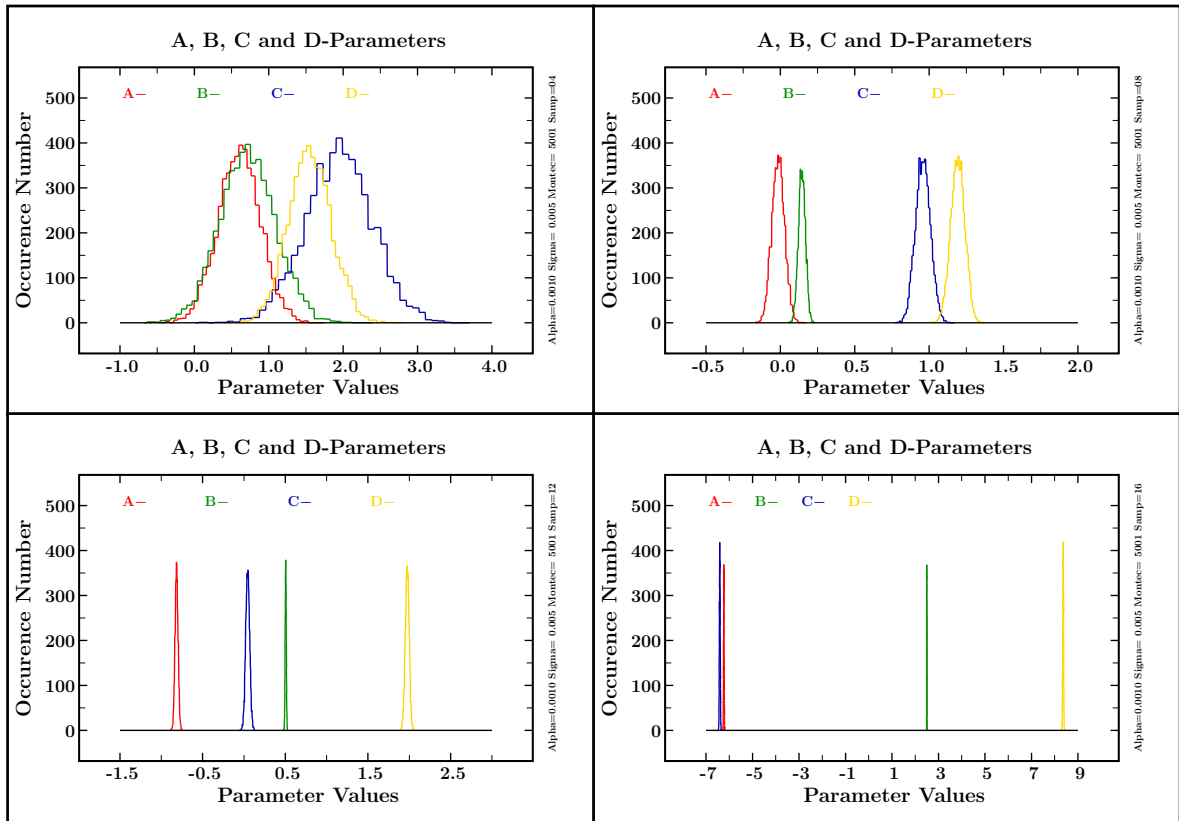 A, B, C and D-Parameters
A– B– C– D–
500
400
300
200
100
0
Occurence Number
-1.0 0.0 1.0 2.0 3.0 4.0
Parameter Values
Alpha=0.0010 Sigma= 0.005 Montec= 5001 Samp=04
A, B, C and D-Parameters
A– B– C– D–
500
400
300
200
100
0
Occurence Number
-0.5 0.0 0.5 1.0 1.5 2.0
Parameter Values
Alpha=0.0010 Sigma= 0.005 Montec= 5001 Samp=08
A, B, C and D-Parameters
A– B– C– D–
500
400
300
200
100
0
Occurence Number
-1.5 -0.5 0.5 1.5 2.5
Parameter Values
Alpha=0.0010 Sigma= 0.005 Montec= 5001 Samp=12
A, B, C and D-Parameters
A– B– C– D–
500
400
300
200
100
0
Occurence Number
-7 -5 -3 -1 1 3 5 7 9
Parameter Values
Alpha=0.0010 Sigma= 0.005 Montec= 5001 Samp=16